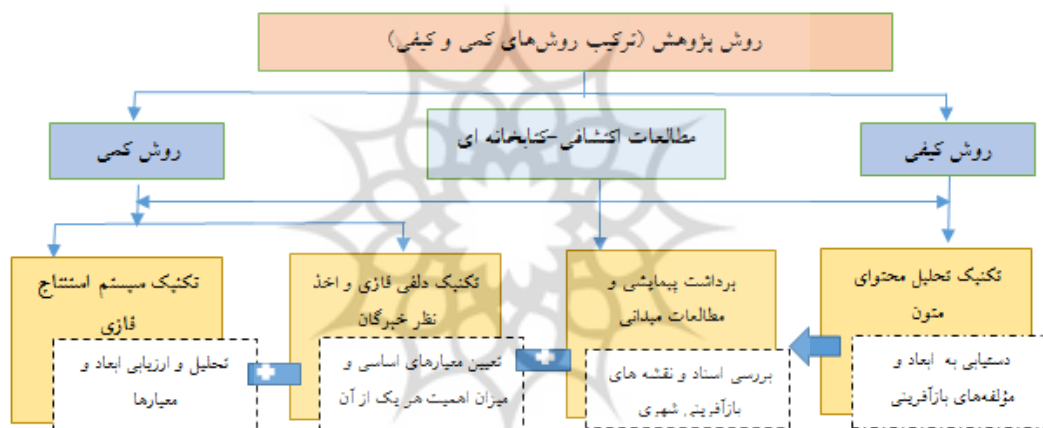 روش پژوهش (ترکیب روش‌های کمی و کیفی)
روش کیفی
مطالعات اکتشافی-کتابخانه ای
روش کمی
تکنیک تحلیل محتوای
متون
دستیابی به ابعاد و
مؤلفه‌های بازآفرینی
برداشت پیمایشی و
مطالعات میدانی
بررسی اسناد و نقشه های
بازآفرینی شهری
تکنیک دلفی فازی و اخذ
نظر خبرگان
تعیین معیارهای اساسی و
میزان اهمیت هر یک از آن
تکنیک سیستم استنتاج
فازی
تحلیل و ارزیابی ابعاد و
معیارها